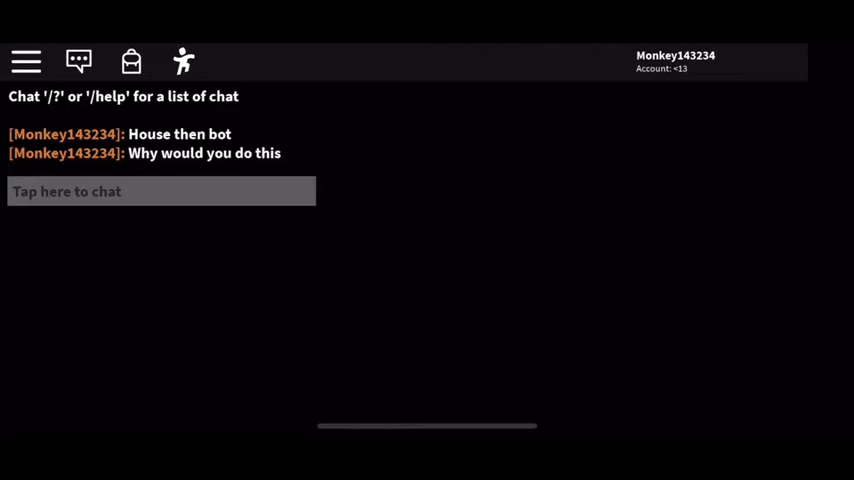 Monkey143234
Account: <13
Chat '/?' or '/help' for a list of chat
[Monkey143234]: House then bot
[Monkey143234]: Why would you do this
Tap here to chat